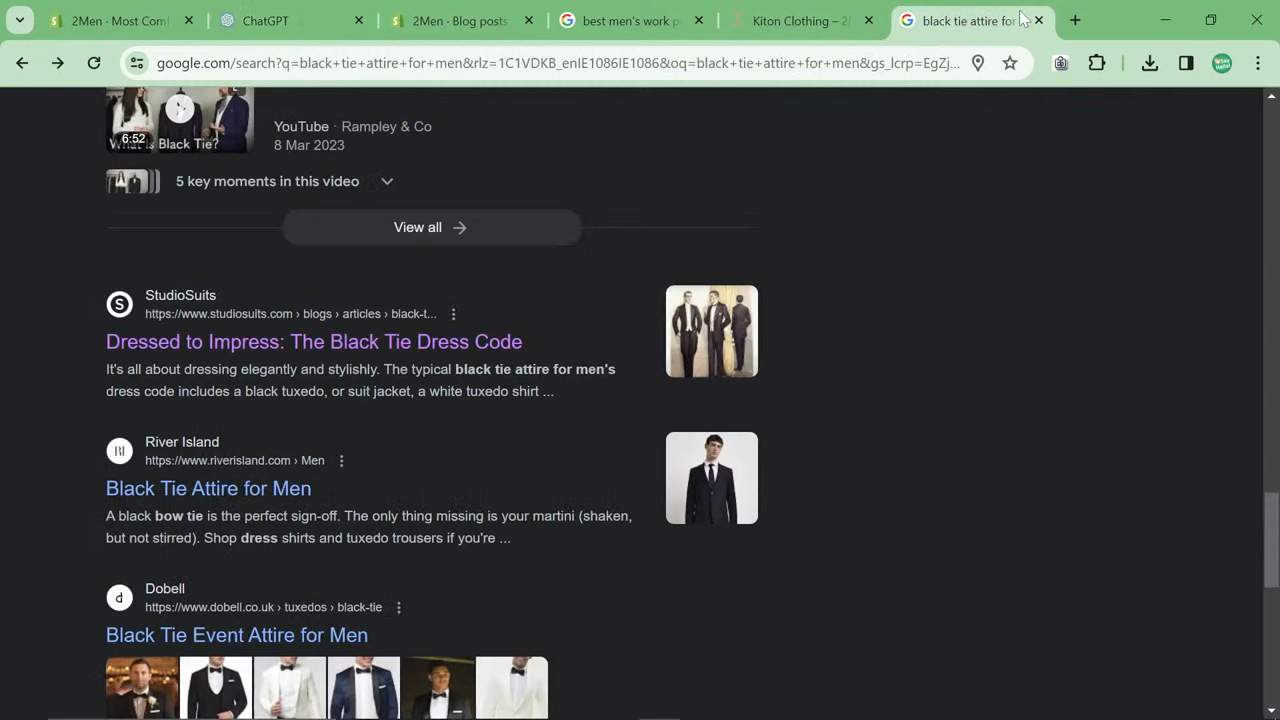 2Men · Most Comf
ChatGPT
2Men · Blog posts
best men's work p
Kiton Clothing – 2
black tie attire for
google.com/search?q=black+tie+attire+for+men&rlz=1C1VDKB_enIE1086IE1086&oq=black+tie+attire+for+men&gs_lcrp=EgZj...
What is Black Tie?
6:52
YouTube · Rampley & Co
8 Mar 2023
5 key moments in this video
View all
StudioSuits
https://www.studiosuits.com › blogs › articles › black-t...
Dressed to Impress: The Black Tie Dress Code
It's all about dressing elegantly and stylishly. The typical black tie attire for men's
dress code includes a black tuxedo, or suit jacket, a white tuxedo shirt ...
River Island
https://www.riverisland.com › Men
Black Tie Attire for Men
A black bow tie is the perfect sign-off. The only thing missing is your martini (shaken,
but not stirred). Shop dress shirts and tuxedo trousers if you're ...
Dobell
https://www.dobell.co.uk › tuxedos › black-tie
Black Tie Event Attire for Men